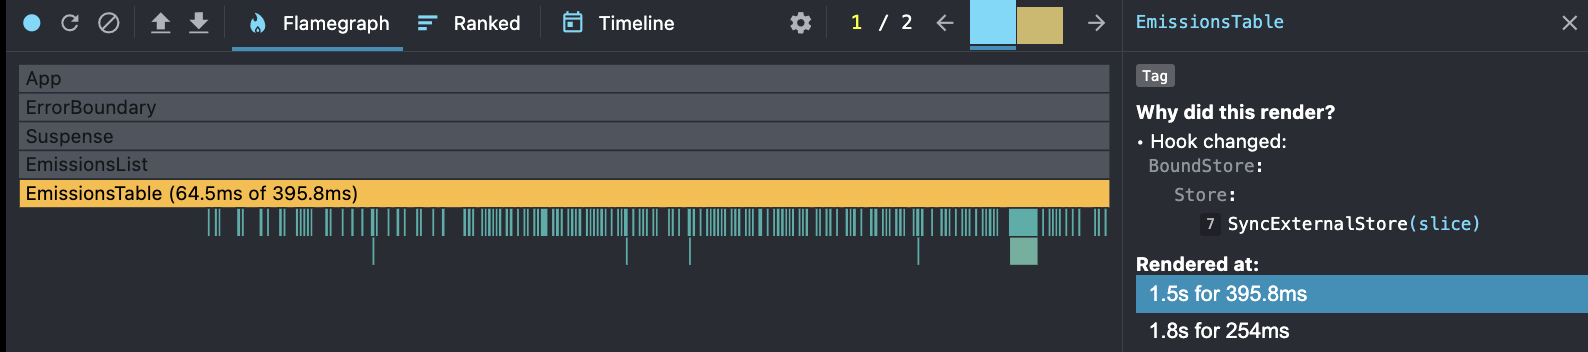 Flamegraph Ranked Timeline 1 / 2
App
ErrorBoundary
Suspense
EmissionsList
EmissionsTable (64.5ms of 395.8ms)
EmissionsTable
Tag
Why did this render?
• Hook changed:
BoundStore:
Store:
7 SyncExternalStore(slice)
Rendered at:
1.5s for 395.8ms
1.8s for 254ms